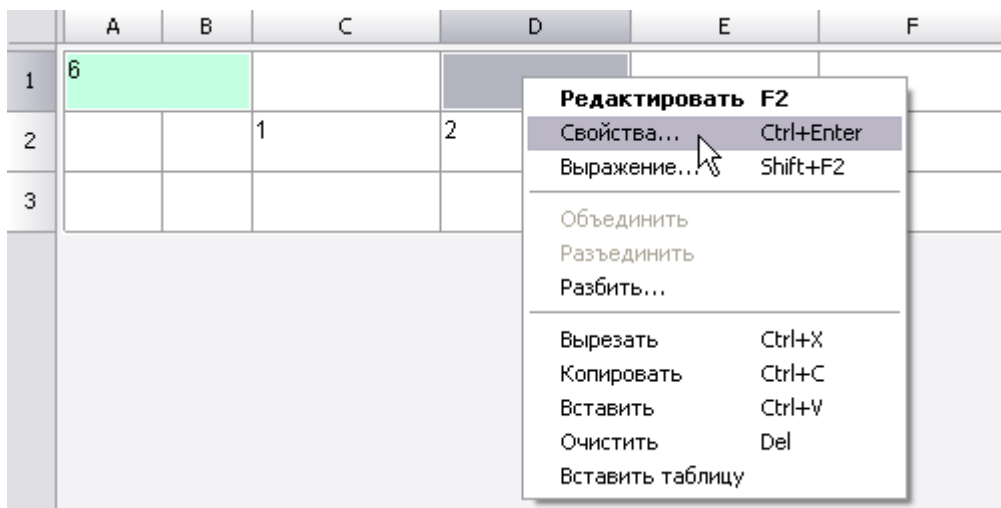 A B C D E F
1 6
Редактировать F2
2 1 2 Свойства... Ctrl+Enter
Выражение... Shift+F2
3
Объединить
Разъединить
Разбить...
Вырезать Ctrl+X
Копировать Ctrl+C
Вставить Ctrl+V
Очистить Del
Вставить таблицу